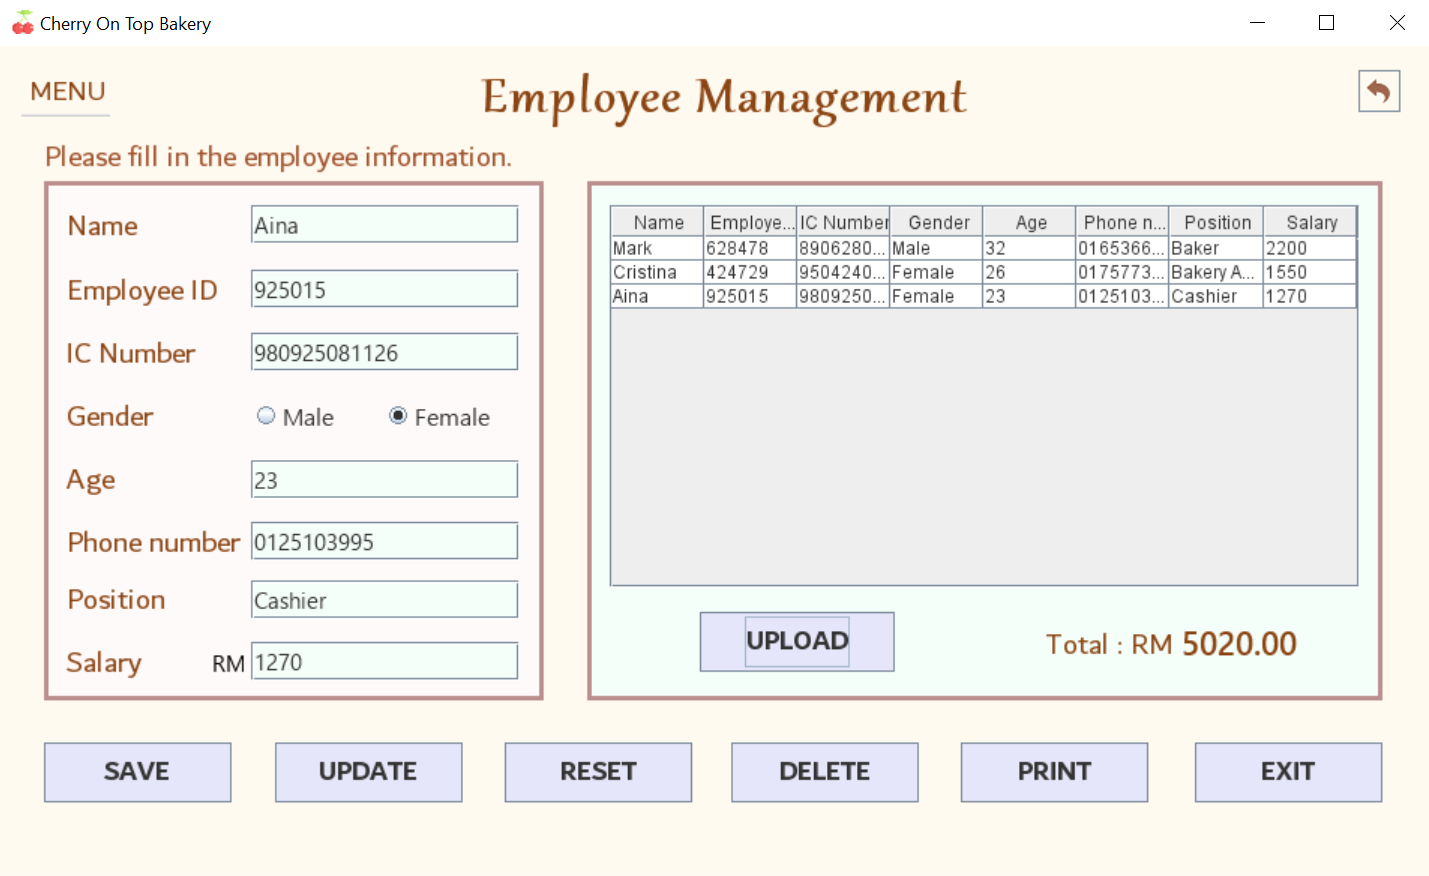 Cherry On Top Bakery
MENU
Employee Management
Please fill in the employee information.
Name Aina
Employee ID 925015
IC Number 980925081126
Gender Male Female
Age 23
Phone number 0125103995
Position Cashier
Salary RM 1270
Name Employe... IC Number Gender Age Phone n... Position Salary
Mark 628478 8906280... Male 32 0165366... Baker 2200
Cristina 424729 9504240... Female 26 0175773... Bakery A... 1550
Aina 925015 9809250... Female 23 0125103... Cashier 1270
UPLOAD Total : RM 5020.00
SAVE UPDATE RESET DELETE PRINT EXIT